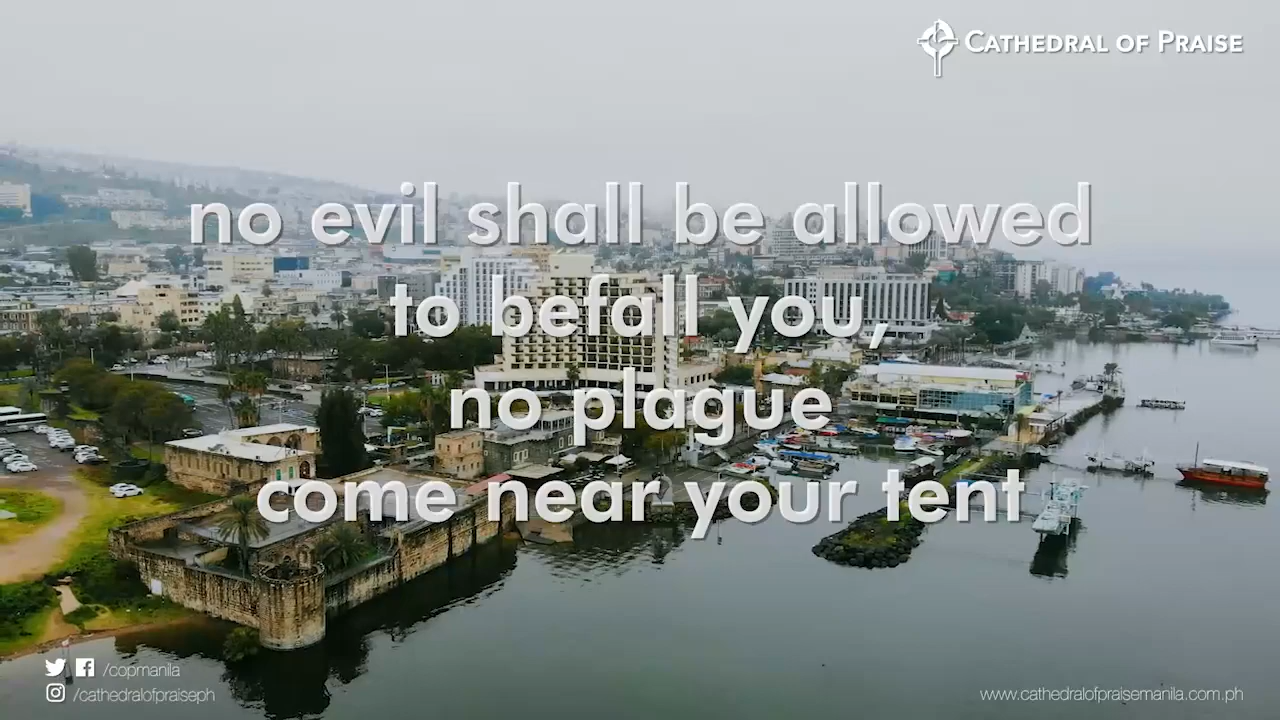 CATHEDRAL OF PRAISE
no evil shall be allowed
to befall you,
no plague
come near your tent
/copmanila
/cathedralofpraiseph
www.cathedralofpraisemanila.com.ph